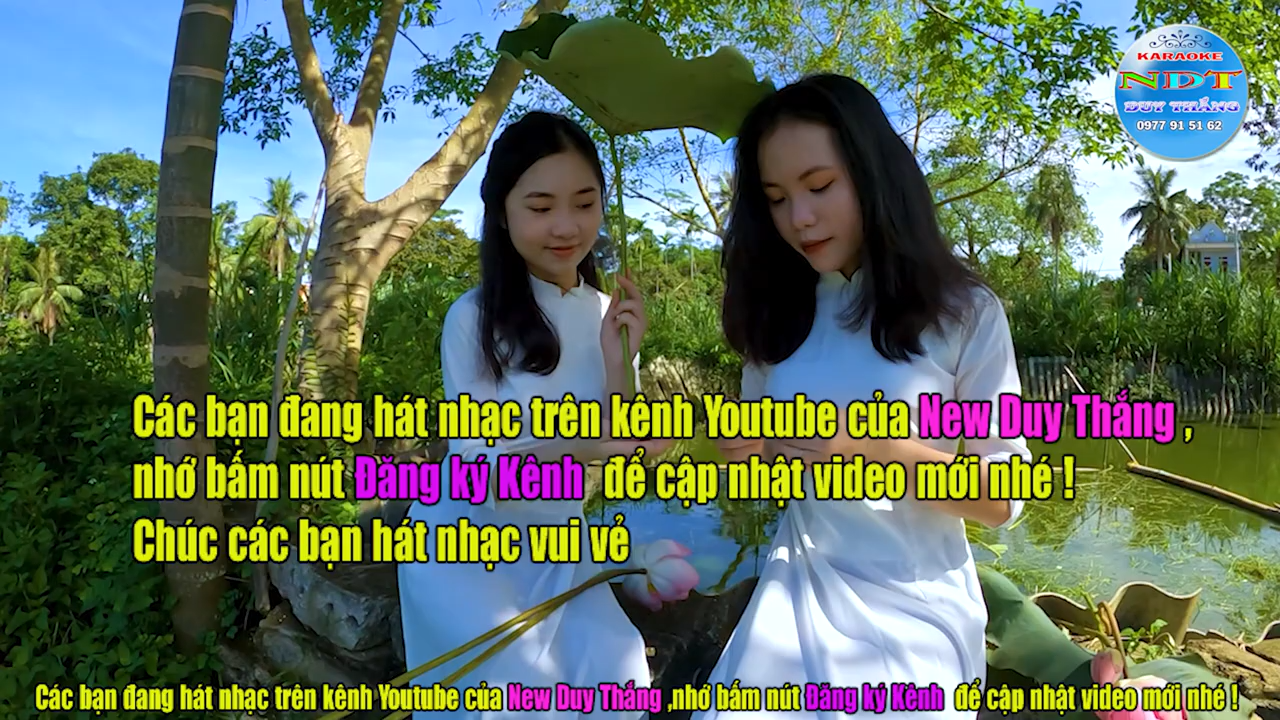 KARAOKE
NDT
DUY THẮNG
0977 91 51 62
Các bạn đang hát nhạc trên kênh Youtube của New Duy Thắng ,
nhớ bấm nút Đăng ký Kênh để cập nhật video mới nhé !
Chúc các bạn hát nhạc vui vẻ
Các bạn đang hát nhạc trên kênh Youtube của New Duy Thắng ,nhớ bấm nút Đăng ký Kênh để cập nhật video mới nhé !